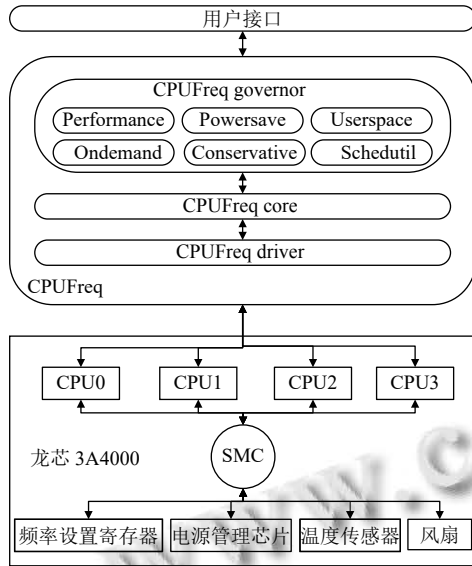 用户接口
CPUFreq governor
Performance Powersave Userspace
Ondemand Conservative Schedutil
CPUFreq core
CPUFreq driver
CPUFreq
CPU0 CPU1 CPU2 CPU3
龙芯 3A4000 SMC
频率设置寄存器 电源管理芯片 温度传感器 风扇
www.c